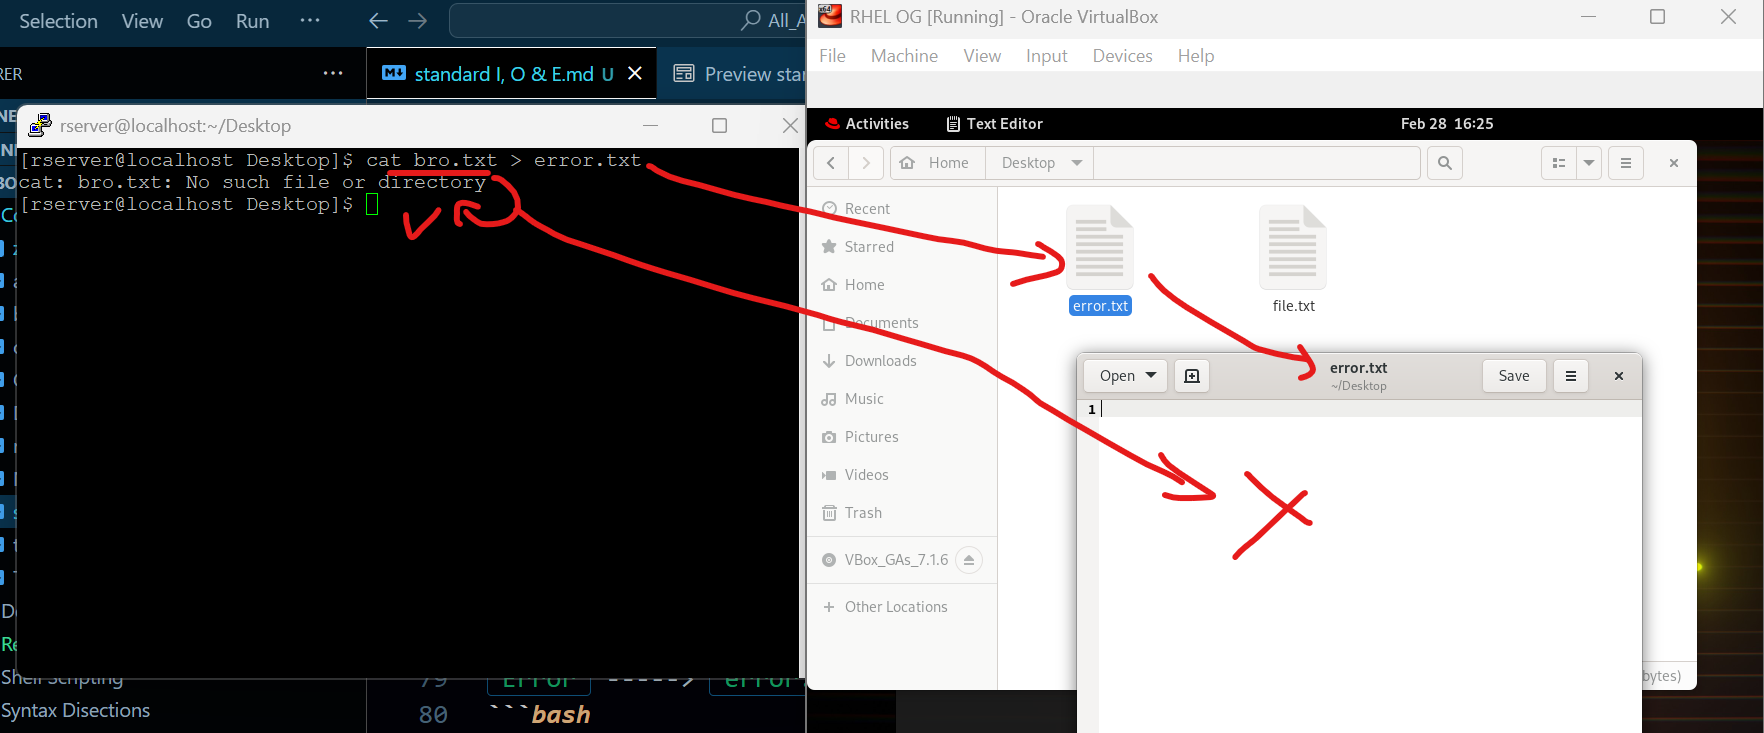 Selection View Go Desktop ··· All_A
RER ···
standard I, O & E.md U
Preview star
rserver@localhost:~/Desktop
[rserver@localhost Desktop]$ cat bro.txt > error.txt
cat: bro.txt: No such file or directory
[rserver@localhost Desktop]$
Shell Scripting
Syntax Disections
79 Error -----> error
80 ```bash
RHEL OG [Running] - Oracle VirtualBox
File Machine View Input Devices Help
Activities Text Editor Feb 28 16:25
Home Desktop
Recent
Starred
Home
Documents
Downloads
Music
Pictures
Videos
Trash
VBox_GAs_7.1.6
Other Locations
error.txt
file.txt
Open error.txt Save
~/Desktop
1
bytes)